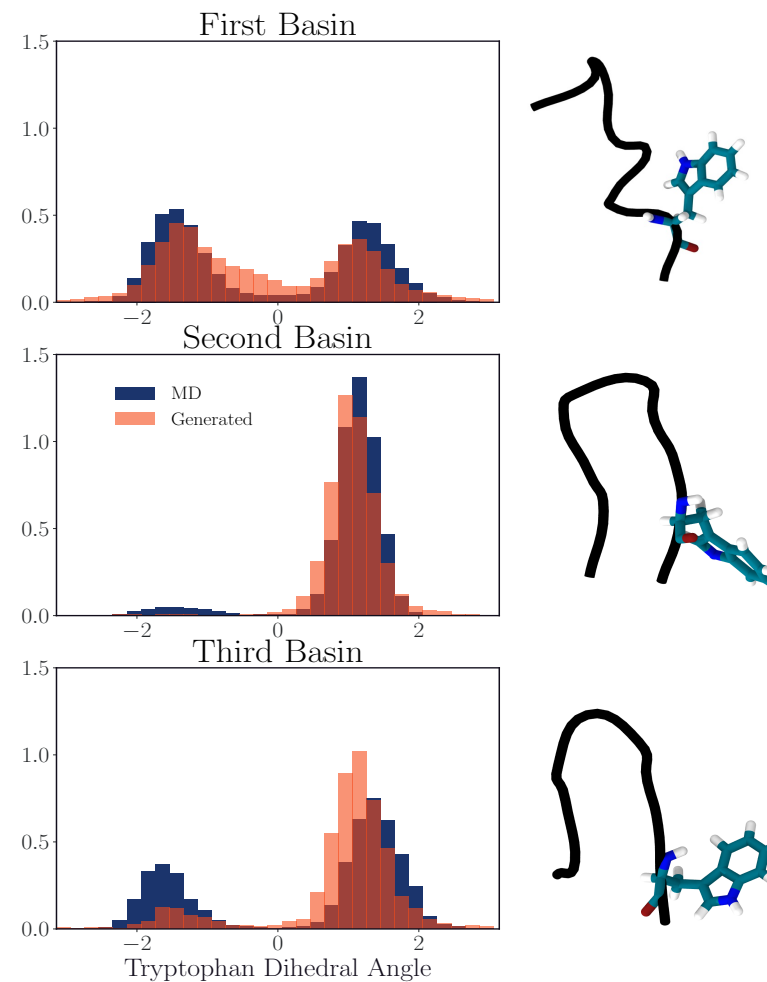 First Basin
1.5
1.0
0.5
0.0
−2 0 2
Second Basin
1.5
1.0
0.5
0.0
MD
Generated
−2 0 2
Third Basin
1.5
1.0
0.5
0.0
−2 0 2
Tryptophan Dihedral Angle